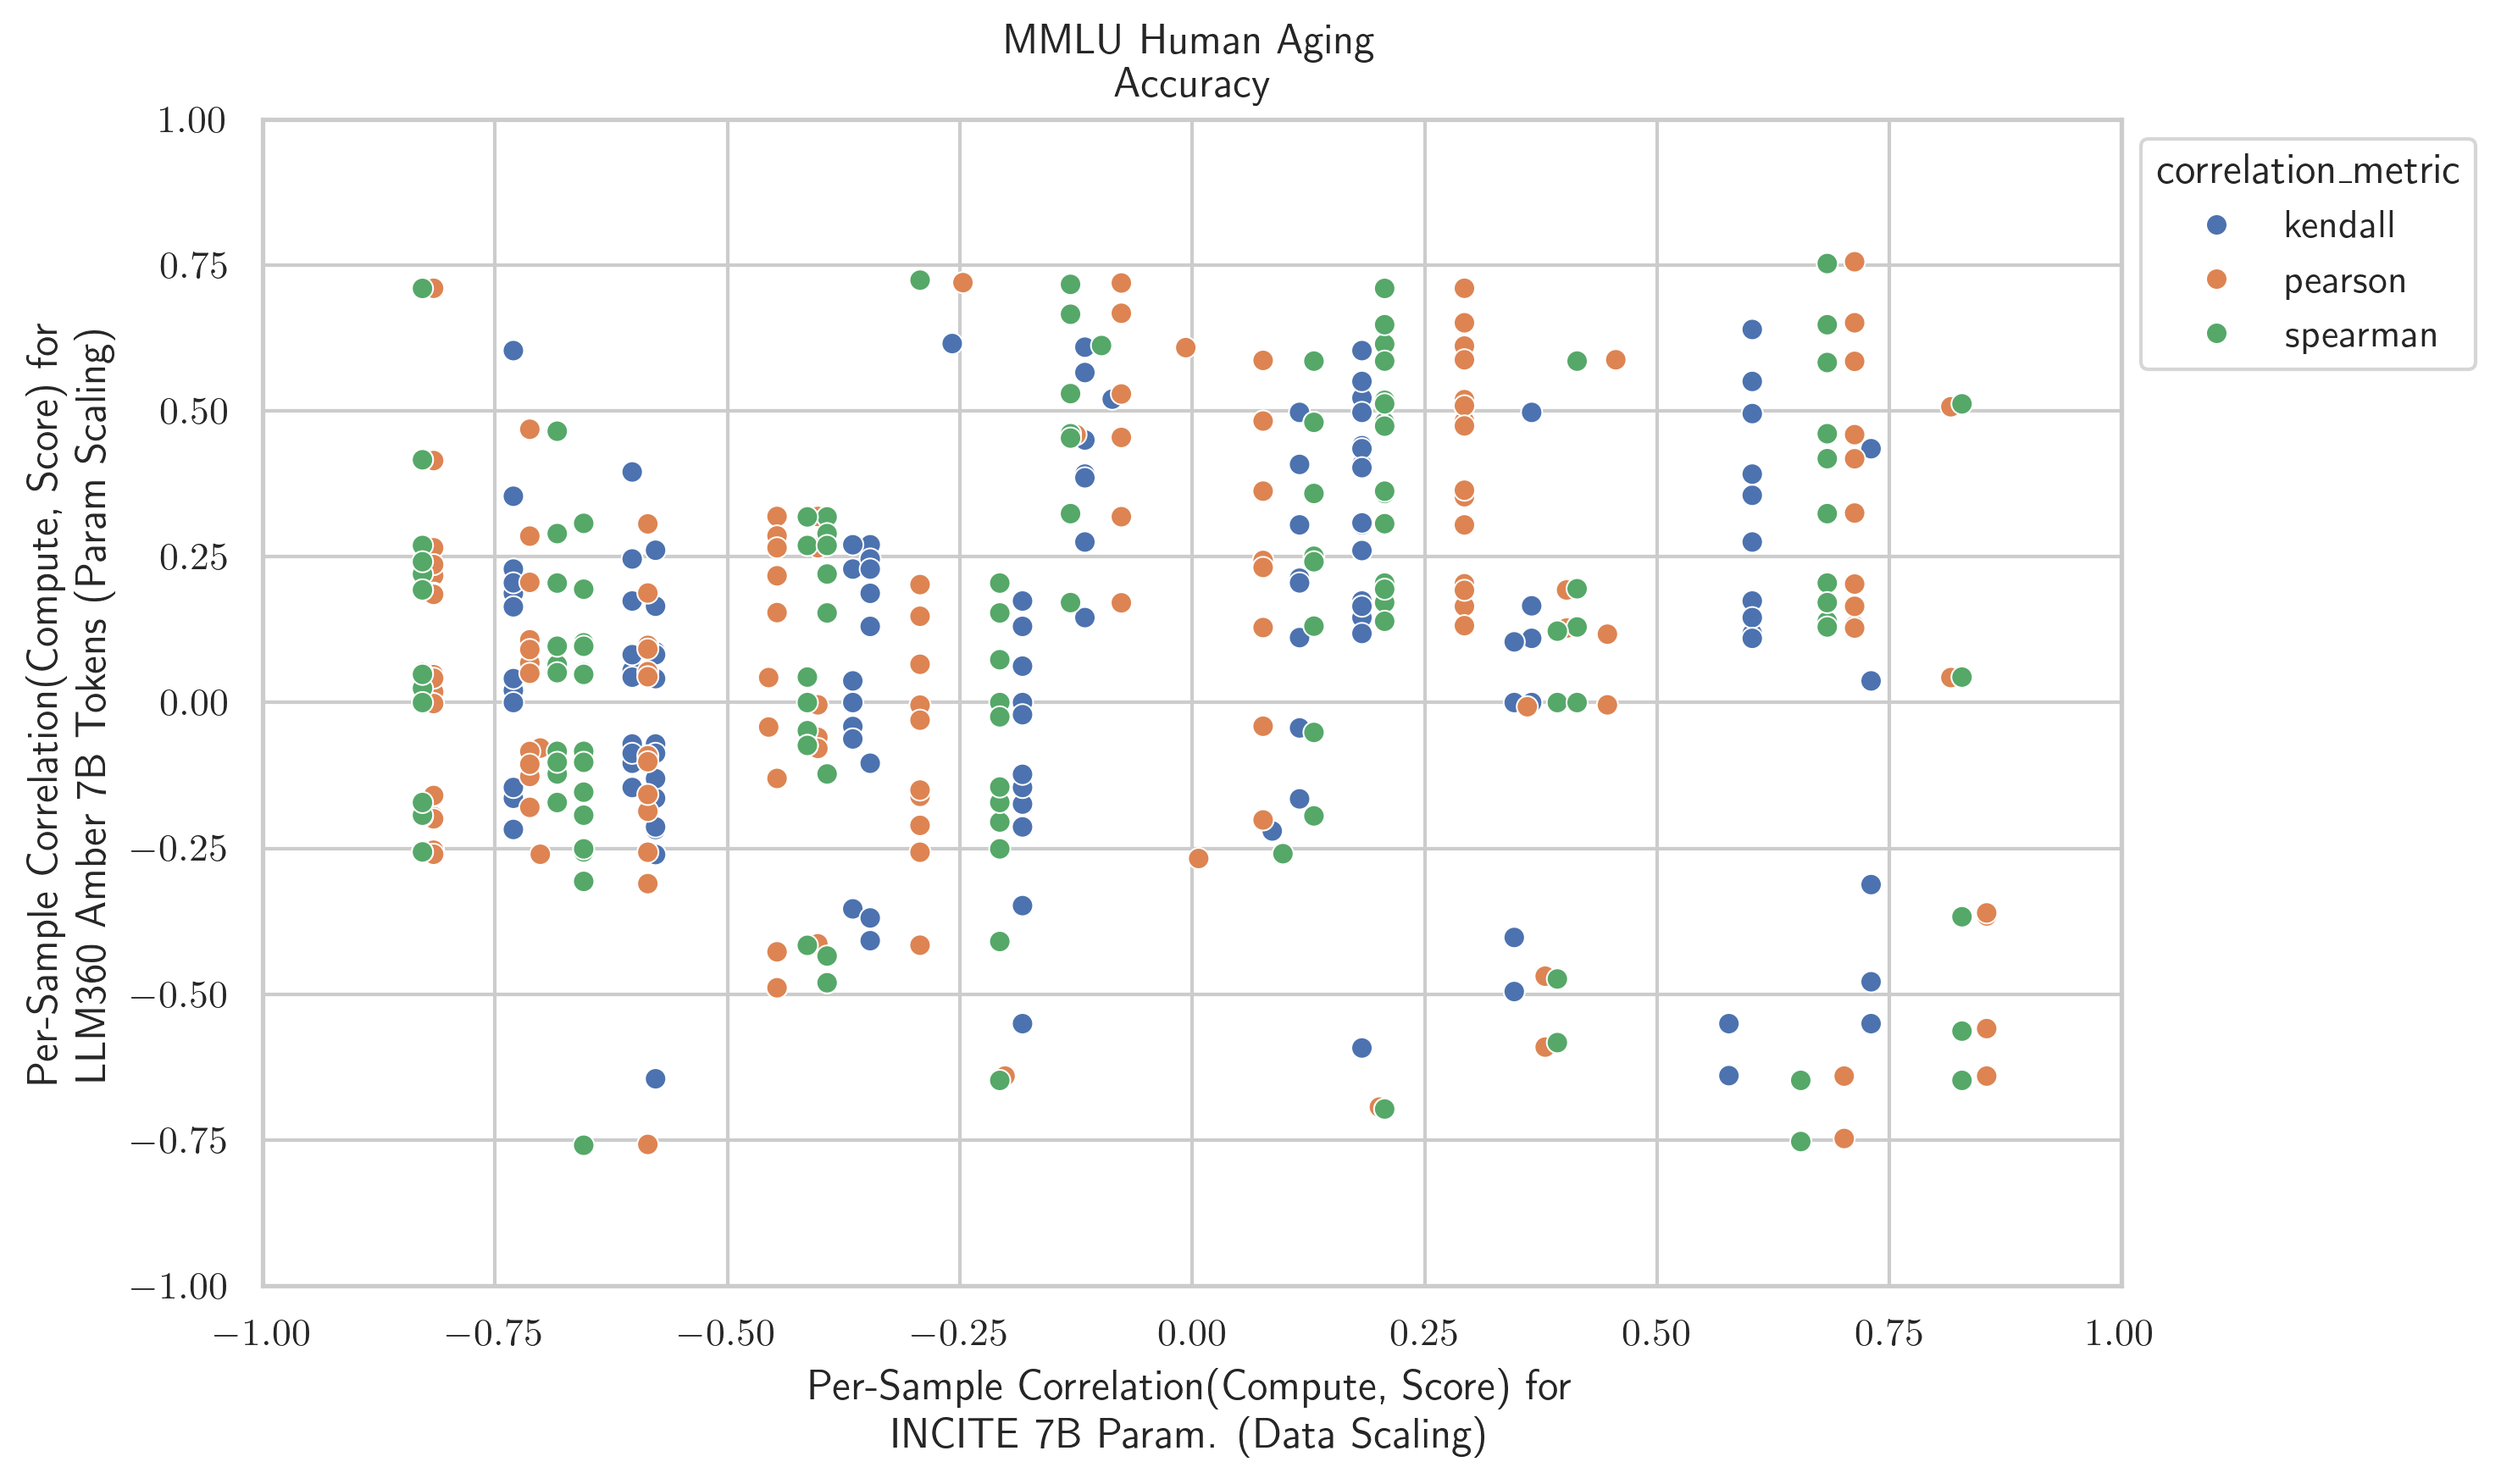 MMLU Human Aging
Accuracy
Per-Sample Correlation(Compute, Score) for
LLM360 Amber 7B Tokens (Param Scaling)
1.00
0.75
0.50
0.25
0.00
−0.25
−0.50
−0.75
−1.00
−1.00 −0.75 −0.50 −0.25 0.00 0.25 0.50 0.75 1.00
Per-Sample Correlation(Compute, Score) for
INCITE 7B Param. (Data Scaling)
correlation_metric
kendall
pearson
spearman